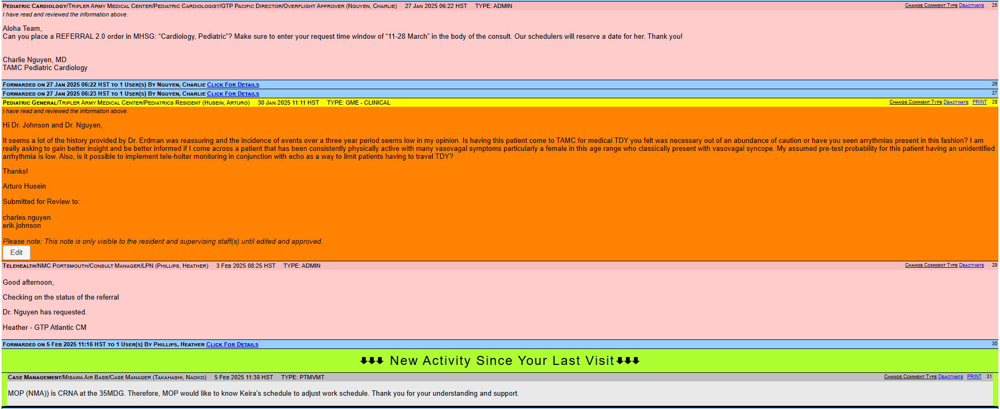 PEDIATRIC CARDIOLOGY/TRIPLER ARMY MEDICAL CENTER/PEDIATRIC CARDIOLOGIST/GTP PACIFIC DIRECTOR/OVERFLIGHT APPROVER (NGUYEN, CHARLIE) 27 JAN 2025 06:22 HST TYPE: ADMIN CHANGE COMMENT TYPE DEACTIVATE 25
I have read and reviewed the information above.
Aloha Team,
Can you place a REFERRAL 2.0 order in MHSG: “Cardiology, Pediatric”? Make sure to enter your request time window of “11-28 March” in the body of the consult. Our schedulers will reserve a date for her. Thank you!
Charlie Nguyen, MD
TAMC Pediatric Cardiology
FORWARDED ON 27 JAN 2025 06:22 HST TO 1 USER(S) BY NGUYEN, CHARLIE CLICK FOR DETAILS 26
FORWARDED ON 27 JAN 2025 06:23 HST TO 1 USER(S) BY NGUYEN, CHARLIE CLICK FOR DETAILS 27
PEDIATRIC GENERAL/TRIPLER ARMY MEDICAL CENTER/PEDIATRICS RESIDENT (HUSEIN, ARTURO) 30 JAN 2025 11:11 HST TYPE: GME - CLINICAL CHANGE COMMENT TYPE DEACTIVATE PRINT 28
I have read and reviewed the information above.
Hi Dr. Johnson and Dr. Nguyen,
It seems a lot of the history provided by Dr. Erdman was reassuring and the incidence of events over a three year period seems low in my opinion. Is having this patient come to TAMC for medical TDY you felt was necessary out of an abundance of caution or have you seen arrythmias present in this fashion? I am
really asking to gain better insight and be better informed if I come across a patient that has been consistently physically active with many vasovagal symptoms particularly a female in this age range who classically present with vasovagal syncope. My assumed pre-test probability for this patient having an unidentified
arrhythmia is low. Also, is it possible to implement tele-holter monitoring in conjunction with echo as a way to limit patients having to travel TDY?
Thanks!
Arturo Husein
Submitted for Review to:
charles.nguyen
erik.johnson
Please note: This note is only visible to the resident and supervising staff(s) until edited and approved.
Edit
TELEHEALTH/NMC PORTSMOUTH/CONSULT MANAGER/LPN (PHILLIPS, HEATHER) 3 FEB 2025 08:25 HST TYPE: ADMIN CHANGE COMMENT TYPE DEACTIVATE 29
Good afternoon,
Checking on the status of the referral
Dr. Nguyen has requested.
Heather - GTP Atlantic CM
FORWARDED ON 5 FEB 2025 11:16 HST TO 1 USER(S) BY PHILLIPS, HEATHER CLICK FOR DETAILS 30
New Activity Since Your Last Visit
CASE MANAGEMENT/MISAWA AIR BASE/CASE MANAGER (TAKAHASHI, NAOKO) 5 FEB 2025 11:38 HST TYPE: PTMVMT CHANGE COMMENT TYPE DEACTIVATE PRINT 31
MOP (NMA)) is CRNA at the 35MDG. Therefore, MOP would like to know Keira's schedule to adjust work schedule. Thank you for your understanding and support.